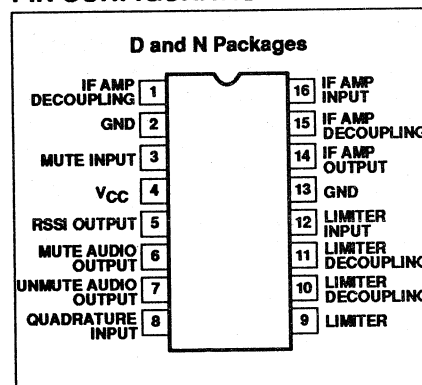 D and N Packages
IF AMP
DECOUPLING 1
GND 2
MUTE INPUT 3
VCC 4
RSSI OUTPUT 5
MUTE AUDIO
OUTPUT 6
UNMUTE AUDIO
OUTPUT 7
QUADRATURE
INPUT 8
16 IF AMP
INPUT
15 IF AMP
DECOUPLING
14 IF AMP
OUTPUT
13 GND
12 LIMITER
INPUT
11 LIMITER
DECOUPLING
10 LIMITER
DECOUPLING
9 LIMITER